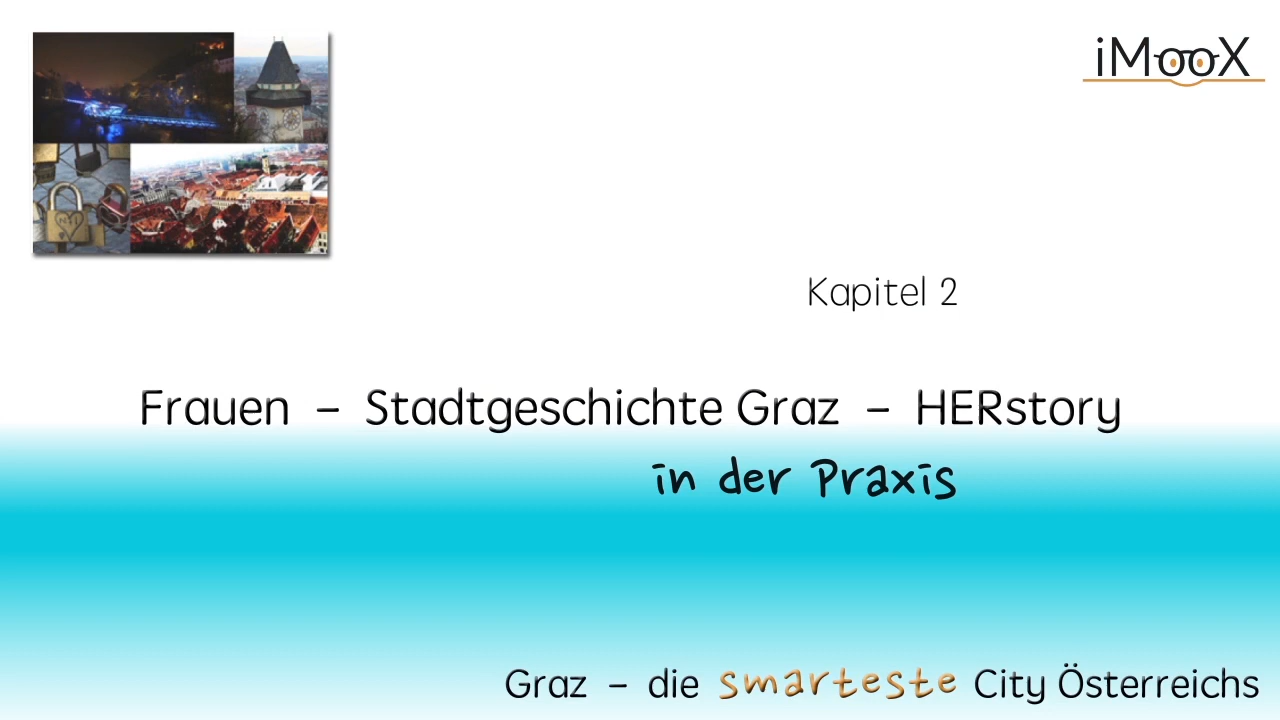 iMooX
Kapitel 2
Frauen – Stadtgeschichte Graz – HERstory
in der Praxis
Graz – die smarteste City Österreichs